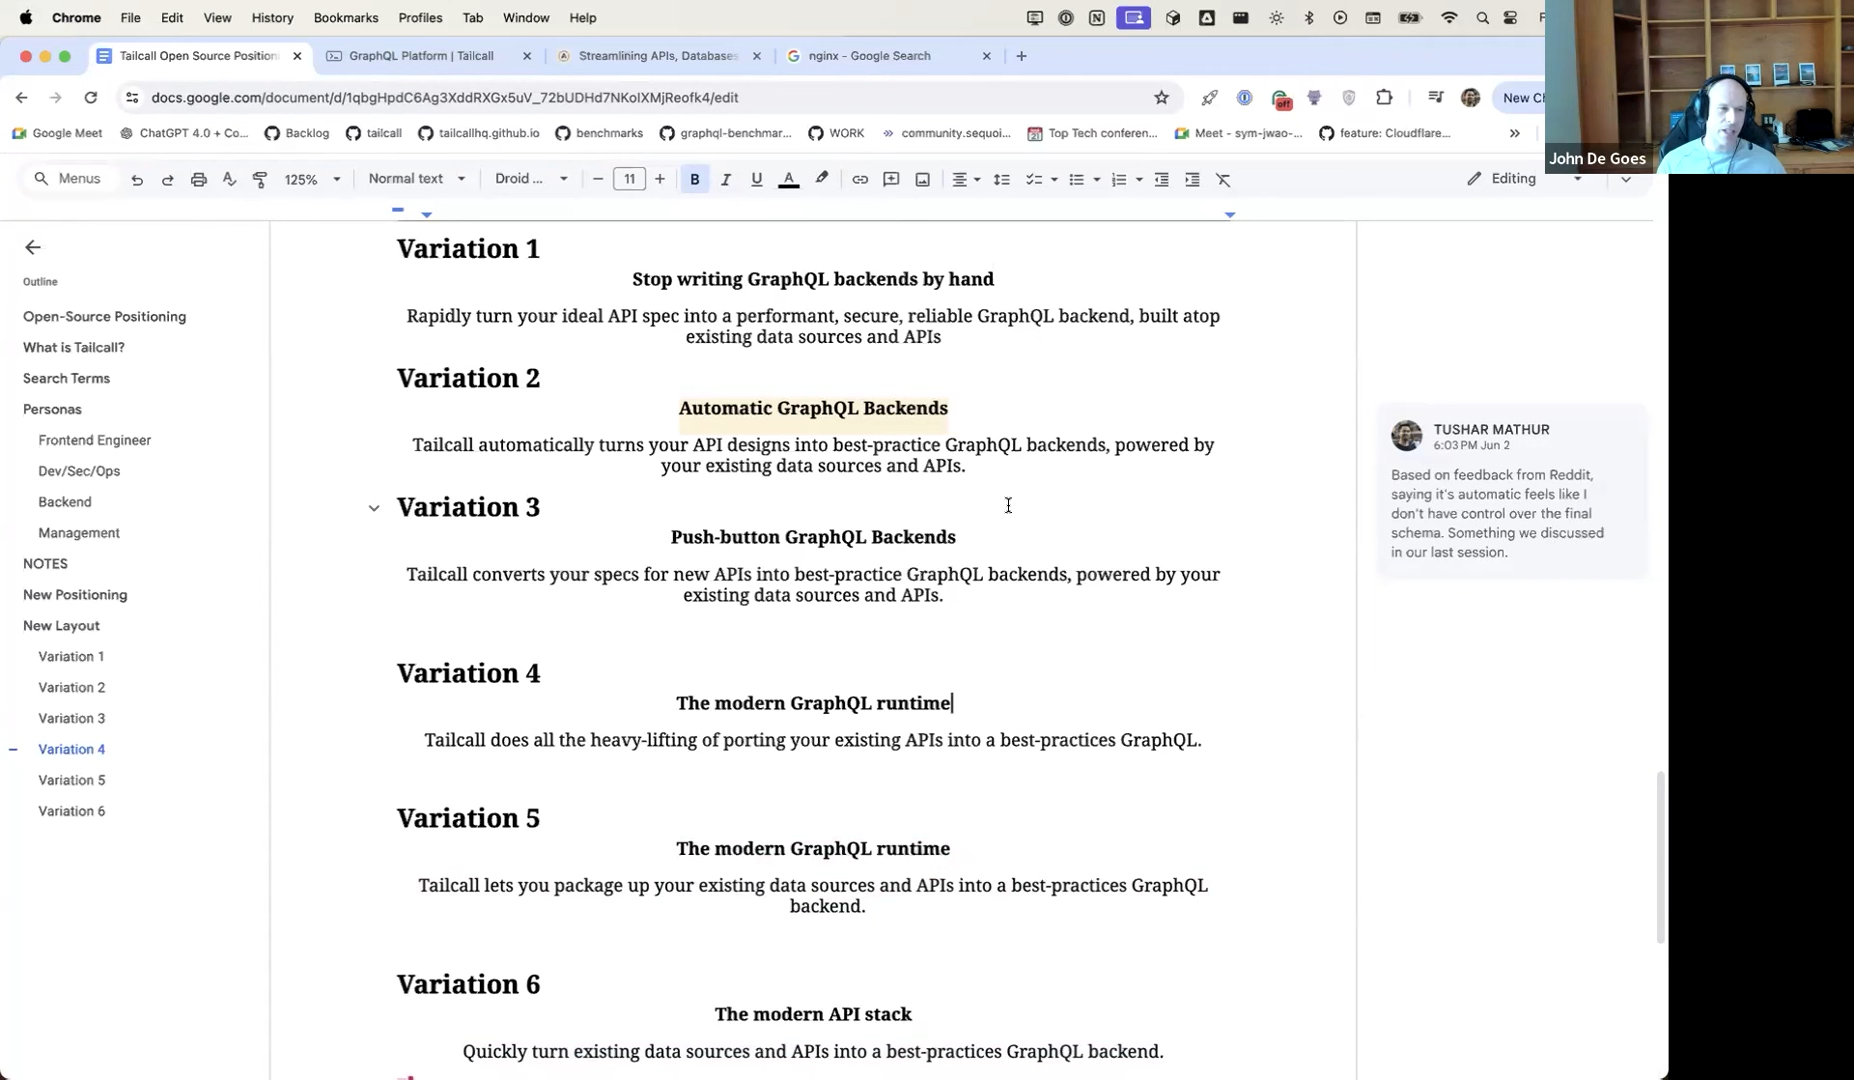 Chrome File Edit View History Bookmarks Profiles Tab Window Help
Tailcall Open Source Position
GraphQL Platform | Tailcall
Streamlining APIs, Databases
nginx - Google Search
docs.google.com/document/d/1qbgHpdC6Ag3XddRXGx5uV_72bUDHd7NKolXMjReofk4/edit
off
New Ch
Google Meet ChatGPT 4.0 + Co... Backlog tailcall tailcallhq.github.io benchmarks graphql-benchmar... WORK community.sequoi... Top Tech conferen... Meet - sym-jwao-... feature: Cloudflare...
John De Goes
Menus 125% Normal text Droid ... 11 B I U A Editing
Outline
Open-Source Positioning
What is Tailcall?
Search Terms
Personas
Frontend Engineer
Dev/Sec/Ops
Backend
Management
NOTES
New Positioning
New Layout
Variation 1
Variation 2
Variation 3
Variation 4
Variation 5
Variation 6
Variation 1
Stop writing GraphQL backends by hand
Rapidly turn your ideal API spec into a performant, secure, reliable GraphQL backend, built atop
existing data sources and APIs
Variation 2
Automatic GraphQL Backends
Tailcall automatically turns your API designs into best-practice GraphQL backends, powered by
your existing data sources and APIs.
Variation 3
Push-button GraphQL Backends
Tailcall converts your specs for new APIs into best-practice GraphQL backends, powered by your
existing data sources and APIs.
Variation 4
The modern GraphQL runtime
Tailcall does all the heavy-lifting of porting your existing APIs into a best-practices GraphQL.
Variation 5
The modern GraphQL runtime
Tailcall lets you package up your existing data sources and APIs into a best-practices GraphQL
backend.
Variation 6
The modern API stack
Quickly turn existing data sources and APIs into a best-practices GraphQL backend.
TUSHAR MATHUR
6:03 PM Jun 2
Based on feedback from Reddit,
saying it's automatic feels like I
don't have control over the final
schema. Something we discussed
in our last session.